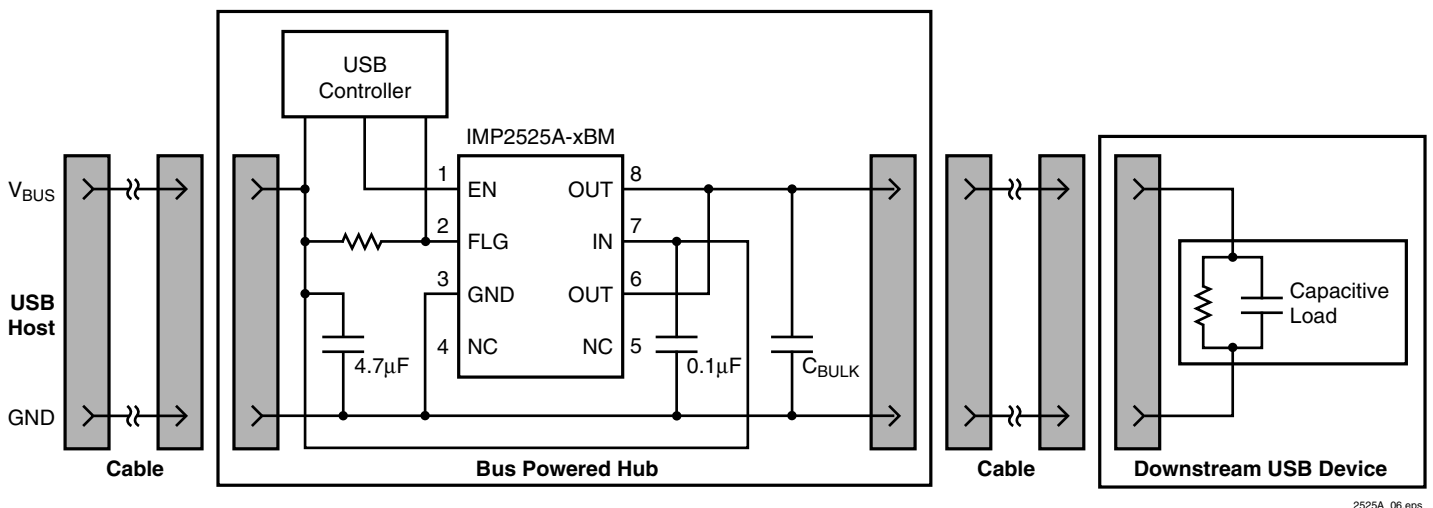 USB
Controller
IMP2525A-xBM
VBUS
1
EN
OUT
8
2
FLG
IN
7
3
GND
OUT
6
4
NC
NC
5
USB
Host
4.7µF
0.1µF
CBULK
Capacitive
Load
GND
Cable
Bus Powered Hub
Cable
Downstream USB Device
2525A_06.eps